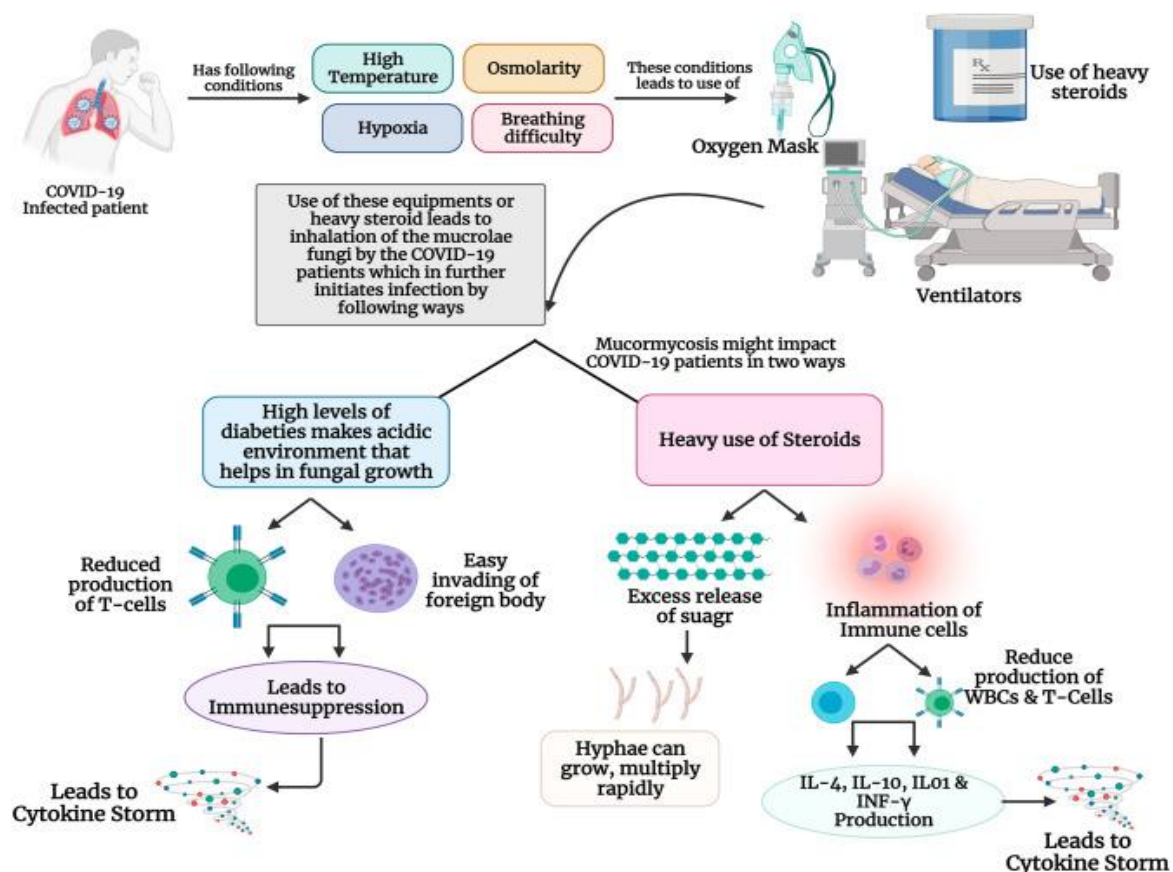 COVID-19
Infected patient
Has following
conditions
High
Temperature
Osmolarity
Hypoxia
Breathing
difficulty
These conditions
leads to use of
Oxygen Mask
Rx
Use of heavy
steroids
Ventilators
Use of these equipments or
heavy steroid leads to
inhalation of the mucrolae
fungi by the COVID-19
patients which in further
initiates infection by
following ways
Mucormycosis might impact
COVID-19 patients in two ways
High levels of
diabeties makes acidic
environment that
helps in fungal growth
Heavy use of Steroids
Reduced
production
of T-cells
Easy
invading of
foreign body
Leads to
Immunesuppression
Leads to
Cytokine Storm
Excess release
of suagr
Hyphae can
grow, multiply
rapidly
Inflammation of
Immune cells
Reduce
production of
WBCs & T-Cells
IL-4, IL-10, IL01 &
INF-γ
Production
Leads to
Cytokine Storm